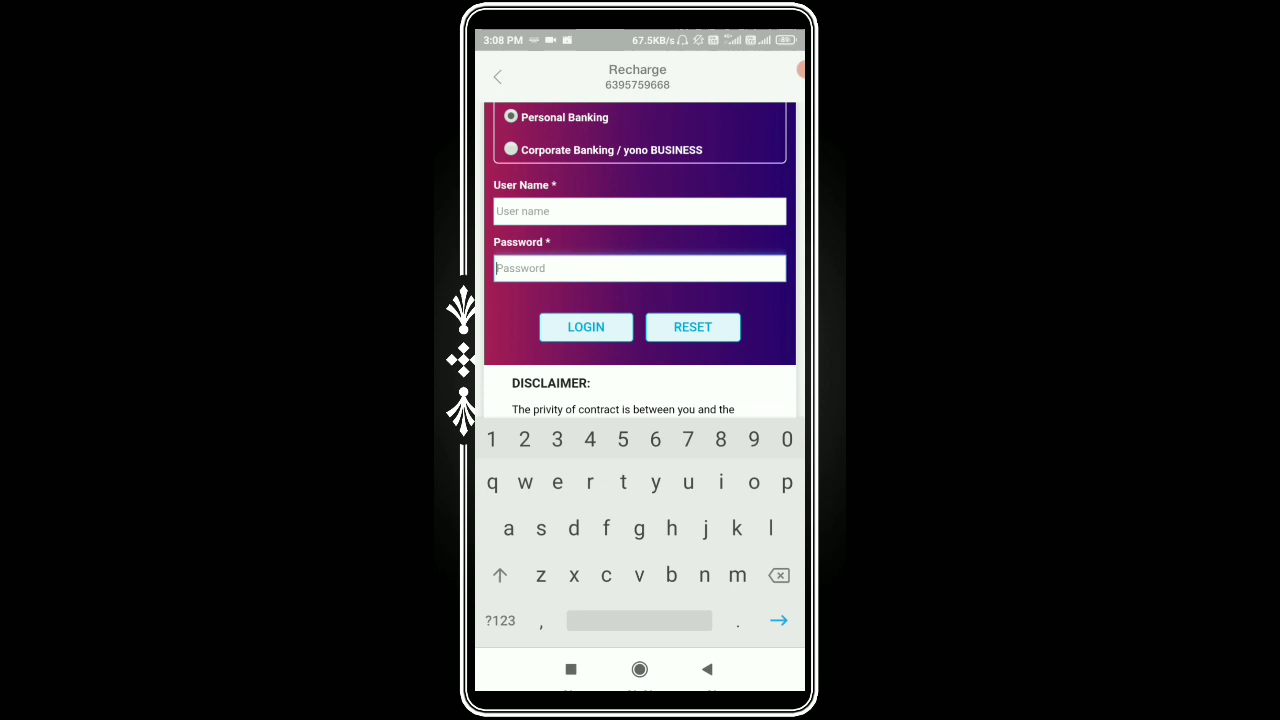 3:08 PM 67.5KB/s 89
Recharge
6395759668
Personal Banking
Corporate Banking / yono BUSINESS
User Name *
User name
Password *
Password
LOGIN RESET
DISCLAIMER:
The privity of contract is between you and the
1 2 3 4 5 6 7 8 9 0
q w e r t y u i o p
a s d f g h j k l
z x c v b n m
?123 , .